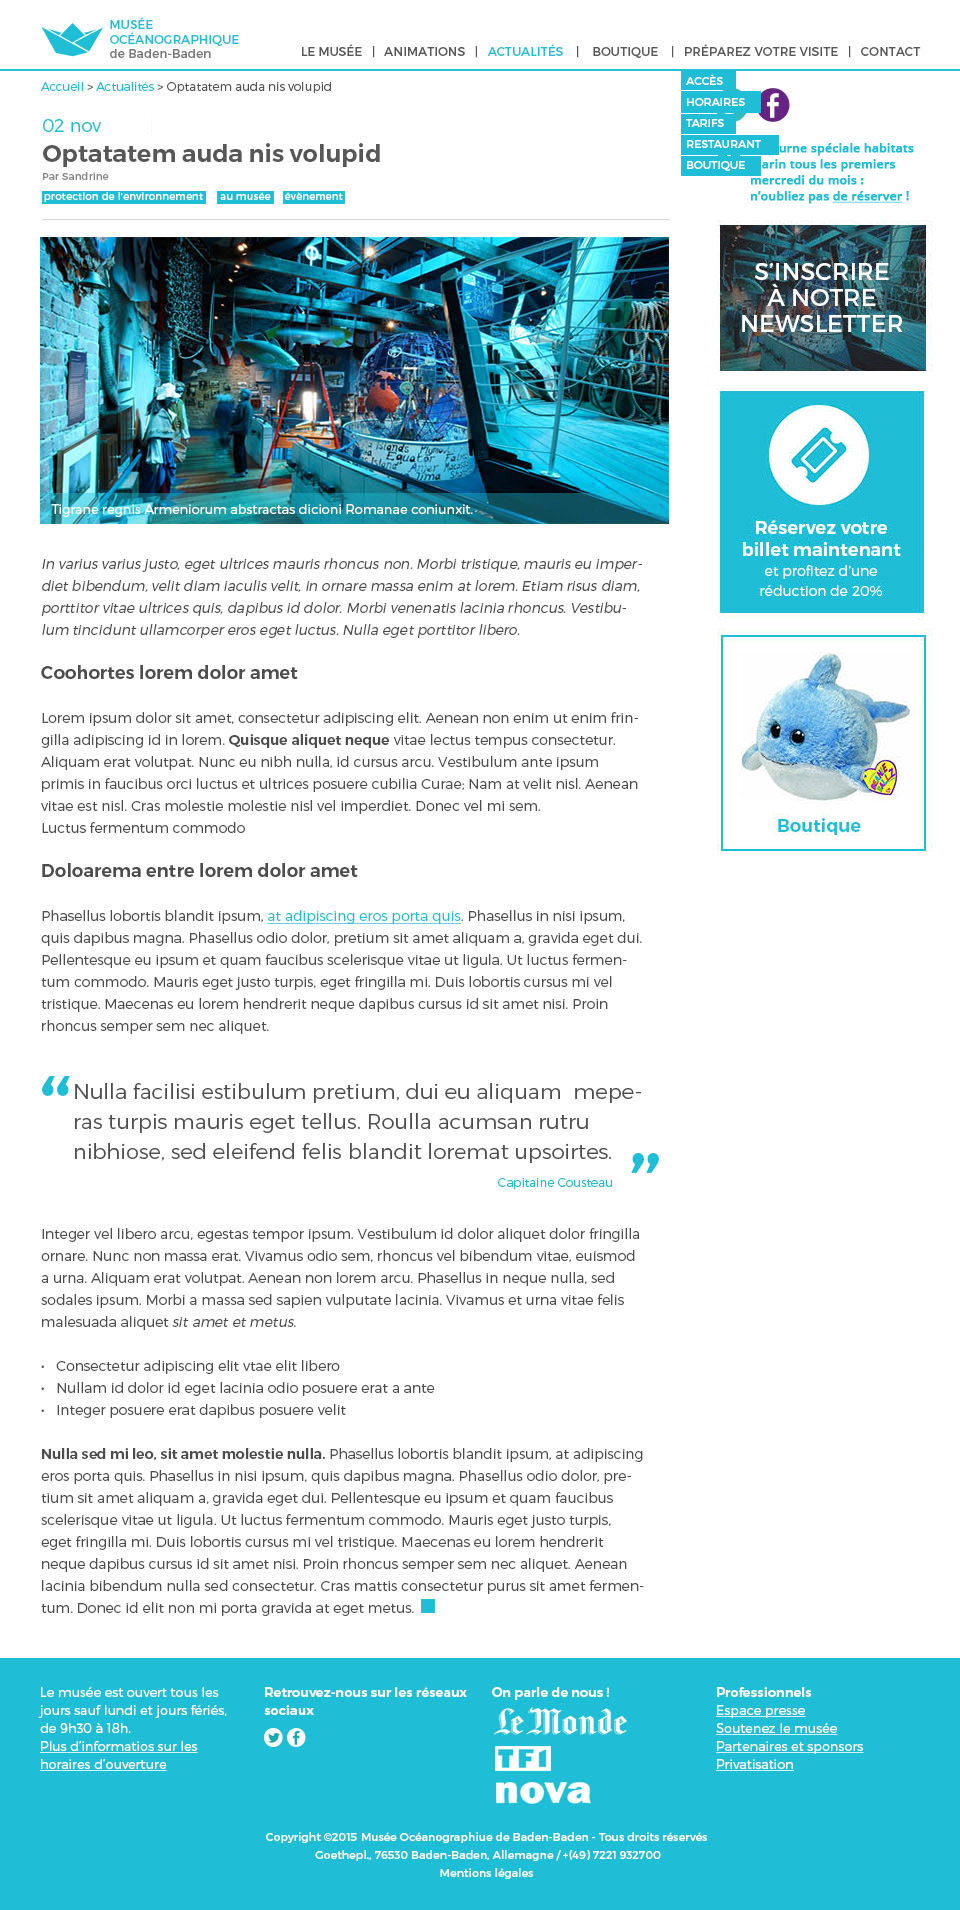 MUSÉE
OCÉANOGRAPHIQUE
de Baden-Baden
LE MUSÉE | ANIMATIONS | ACTUALITÉS | BOUTIQUE | PRÉPAREZ VOTRE VISITE | CONTACT
Accueil > Actualités > Optatatem auda nis volupid
ACCÈS
HORAIRES
TARIFS
RESTAURANT
BOUTIQUE
02 nov
Optatatem auda nis volupid
Par Sandrine
protection de l'environnement au musée évènement
spéciale habitats
tous les premiers
mercredi du mois :
n'oubliez pas de réserver !
S'INSCRIRE
À NOTRE
NEWSLETTER
Tigrane regnis Armeniorum abstractas dicioni Romanae coniunxit.
Réservez votre
billet maintenant
et profitez d'une
réduction de 20%
Boutique
In varius varius justo, eget ultrices mauris rhoncus non. Morbi tristique, mauris eu imper-
diet bibendum, velit diam iaculis velit, in ornare massa enim at lorem. Etiam risus diam,
porttitor vitae ultrices quis, dapibus id dolor. Morbi venenatis lacinia rhoncus. Vestibu-
lum tincidunt ullamcorper eros eget luctus. Nulla eget porttitor libero.
Coohortes lorem dolor amet
Lorem ipsum dolor sit amet, consectetur adipiscing elit. Aenean non enim ut enim frin-
gilla adipiscing id in lorem. Quisque aliquet neque vitae lectus tempus consectetur.
Aliquam erat volutpat. Nunc eu nibh nulla, id cursus arcu. Vestibulum ante ipsum
primis in faucibus orci luctus et ultrices posuere cubilia Curae; Nam at velit nisl. Aenean
vitae est nisl. Cras molestie molestie nisl vel imperdiet. Donec vel mi sem.
Luctus fermentum commodo
Doloarema entre lorem dolor amet
Phasellus lobortis blandit ipsum, at adipiscing eros porta quis. Phasellus in nisi ipsum,
quis dapibus magna. Phasellus odio dolor, pretium sit amet aliquam a, gravida eget dui.
Pellentesque eu ipsum et quam faucibus scelerisque vitae ut ligula. Ut luctus fermen-
tum commodo. Mauris eget justo turpis, eget fringilla mi. Duis lobortis cursus mi vel
tristique. Maecenas eu lorem hendrerit neque dapibus cursus id sit amet nisi. Proin
rhoncus semper sem nec aliquet.
“Nulla facilisi estibulum pretium, dui eu aliquam mepe-
ras turpis mauris eget tellus. Roulla acumsan rutru
nibhiose, sed eleifend felis blandit loremat upsoirtes.”
Capitaine Cousteau
Integer vel libero arcu, egestas tempor ipsum. Vestibulum id dolor aliquet dolor fringilla
ornare. Nunc non massa erat. Vivamus odio sem, rhoncus vel bibendum vitae, euismod
a urna. Aliquam erat volutpat. Aenean non lorem arcu. Phasellus in neque nulla, sed
sodales ipsum. Morbi a massa sed sapien vulputate lacinia. Vivamus et urna vitae felis
malesuada aliquet sit amet et metus.
• Consectetur adipiscing elit vtae elit libero
• Nullam id dolor id eget lacinia odio posuere erat a ante
• Integer posuere erat dapibus posuere velit
Nulla sed mi leo, sit amet molestie nulla. Phasellus lobortis blandit ipsum, at adipiscing
eros porta quis. Phasellus in nisi ipsum, quis dapibus magna. Phasellus odio dolor, pre-
tium sit amet aliquam a, gravida eget dui. Pellentesque eu ipsum et quam faucibus
scelerisque vitae ut ligula. Ut luctus fermentum commodo. Mauris eget justo turpis,
eget fringilla mi. Duis lobortis cursus mi vel tristique. Maecenas eu lorem hendrerit
neque dapibus cursus id sit amet nisi. Proin rhoncus semper sem nec aliquet. Aenean
lacinia bibendum nulla sed consectetur. Cras mattis consectetur purus sit amet fermen-
tum. Donec id elit non mi porta gravida at eget metus.
Le musée est ouvert tous les
jours sauf lundi et jours fériés,
de 9h30 à 18h.
Plus d'informatios sur les
horaires d'ouverture
Retrouvez-nous sur les réseaux
sociaux
On parle de nous !
Le Monde
TF1
nova
Professionnels
Espace presse
Soutenez le musée
Partenaires et sponsors
Privatisation
Copyright ©2015 Musée Océanographiue de Baden-Baden - Tous droits réservés
Goethepl., 76530 Baden-Baden, Allemagne / +(49) 7221 932700
Mentions légales